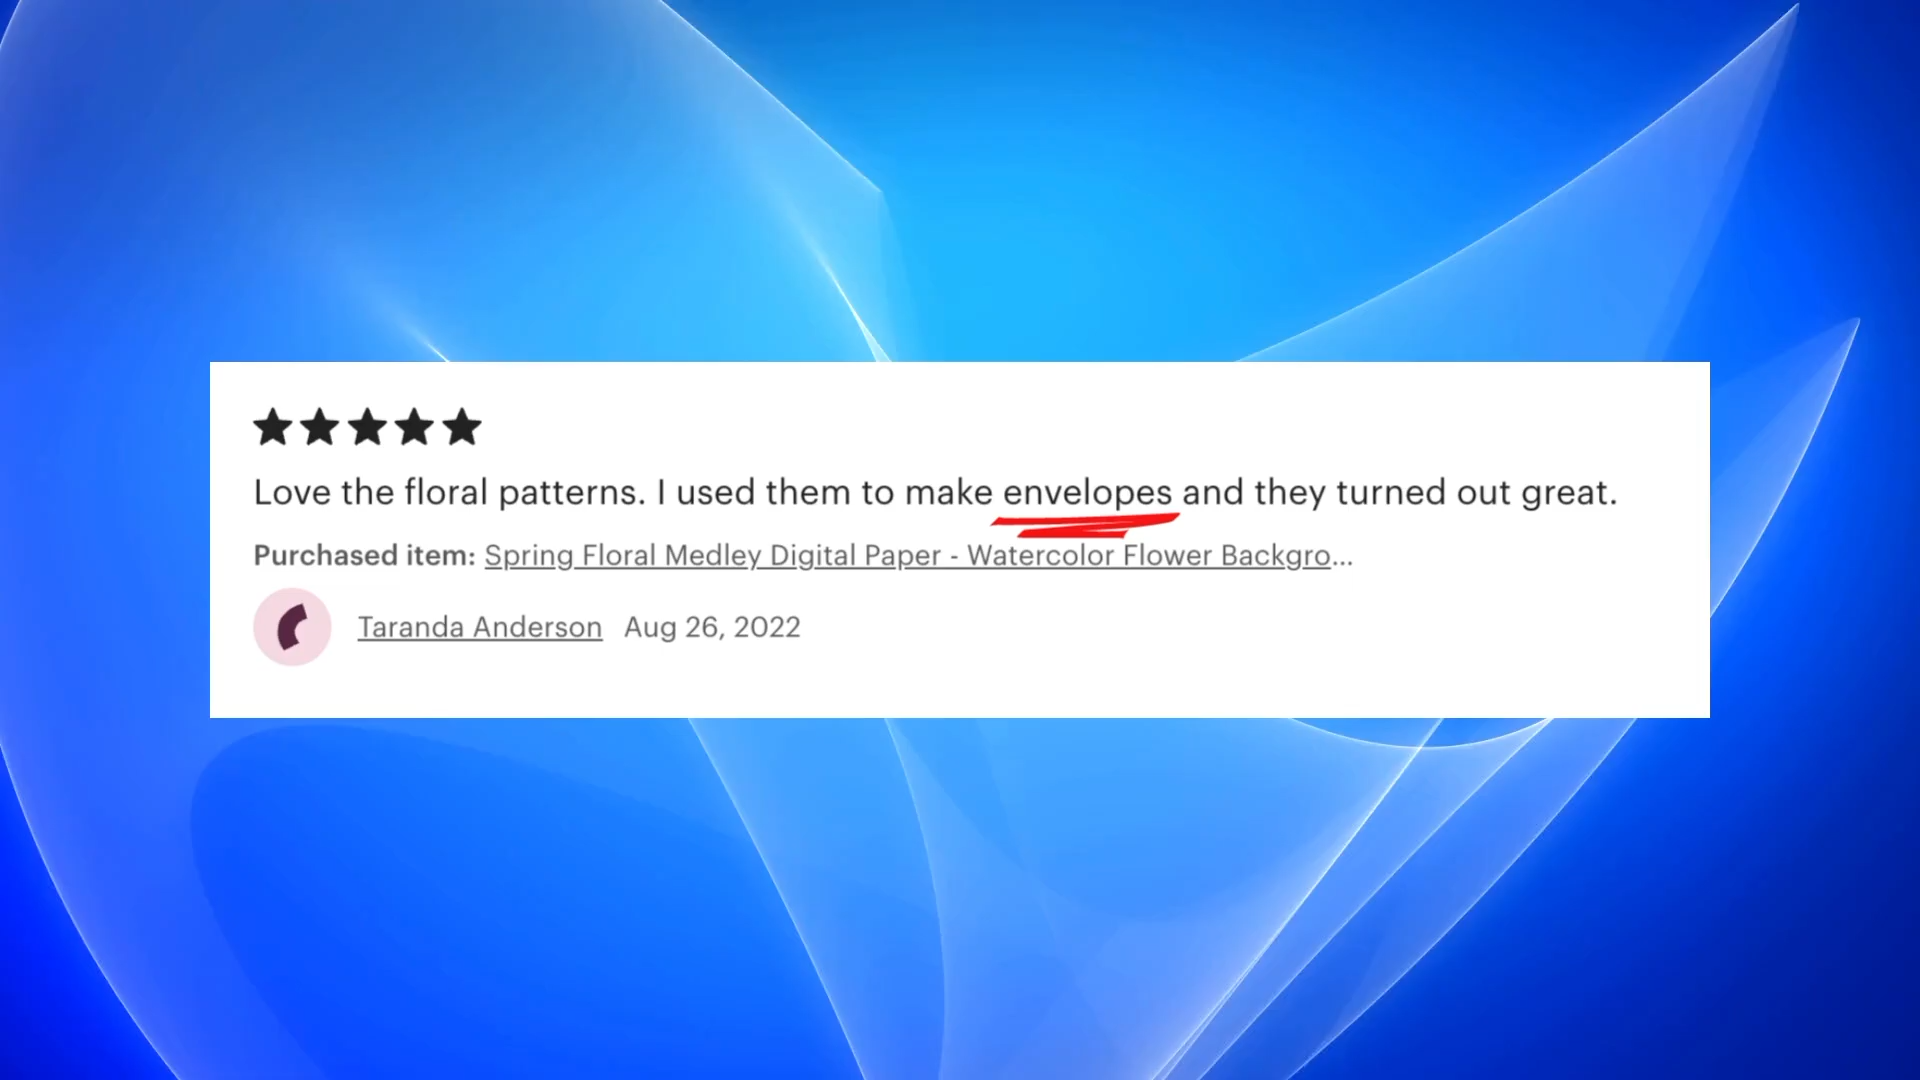 Love the floral patterns. I used them to make envelopes and they turned out great.
Purchased item: Spring Floral Medley Digital Paper - Watercolor Flower Backgro...
Taranda Anderson Aug 26, 2022